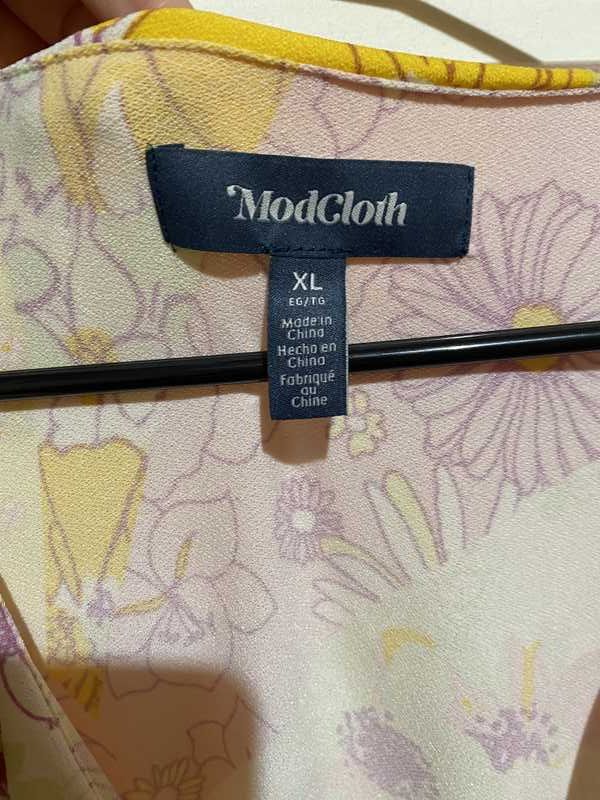 ModCloth
XL
EG/TG
Made in
China
Hecho en
China
Fabriqué
au
Chine